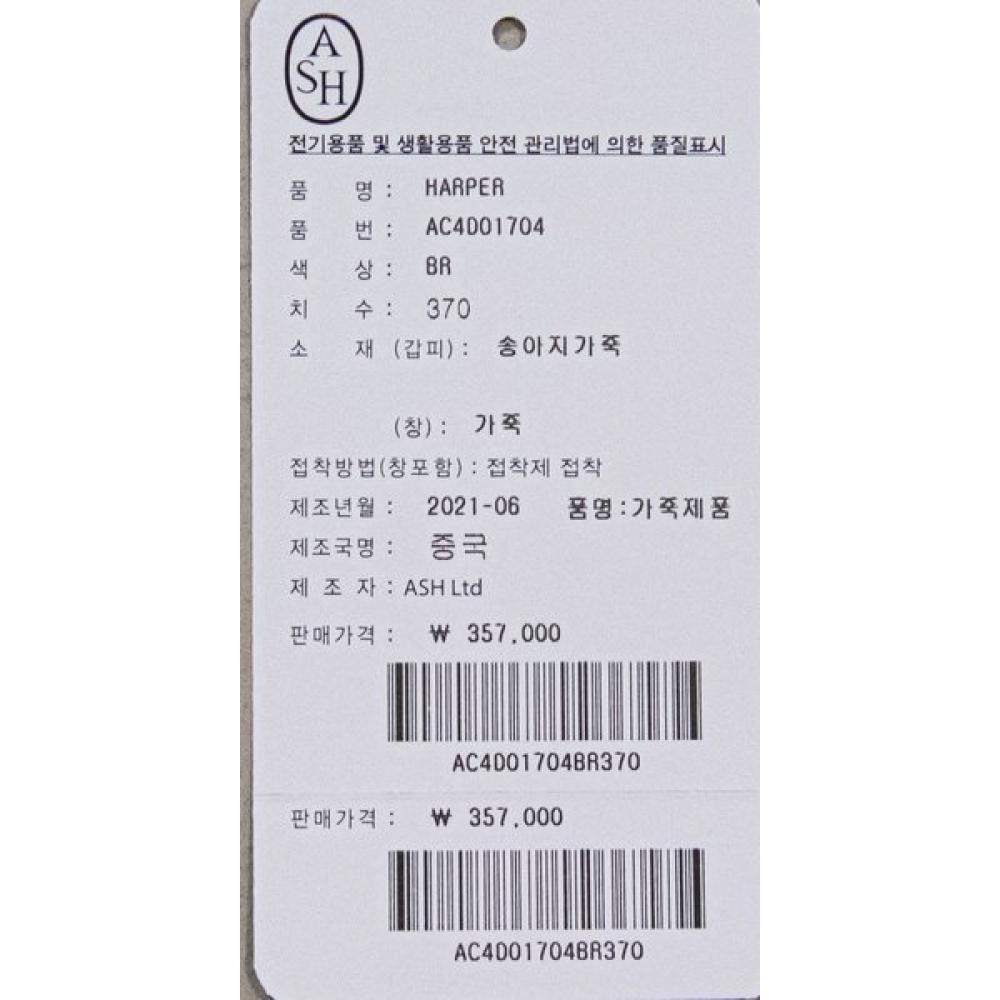 A
SH
전기용품 및 생활용품 안전 관리법에 의한 품질표시
품 명 : HARPER
품 번 : AC4D01704
색 상 : BR
치 수 : 370
소 재 (갑피) : 송아지가죽
(창) : 가죽
접착방법(창포함) : 접착제 접착
제조년월 : 2021-06 품명:가죽제품
제조국명 : 중국
제 조 자 : ASH Ltd
판매가격 : ₩ 357,000
AC4D01704BR370
판매가격 : ₩ 357,000
AC4D01704BR370